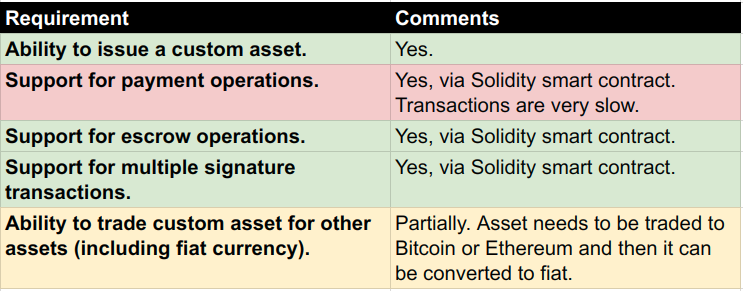 Requirement Comments
Ability to issue a custom asset. Yes.
Support for payment operations. Yes, via Solidity smart contract.
Transactions are very slow.
Support for escrow operations. Yes, via Solidity smart contract.
Support for multiple signature Yes, via Solidity smart contract.
transactions.
Ability to trade custom asset for other Partially. Asset needs to be traded to
assets (including fiat currency). Bitcoin or Ethereum and then it can
be converted to fiat.